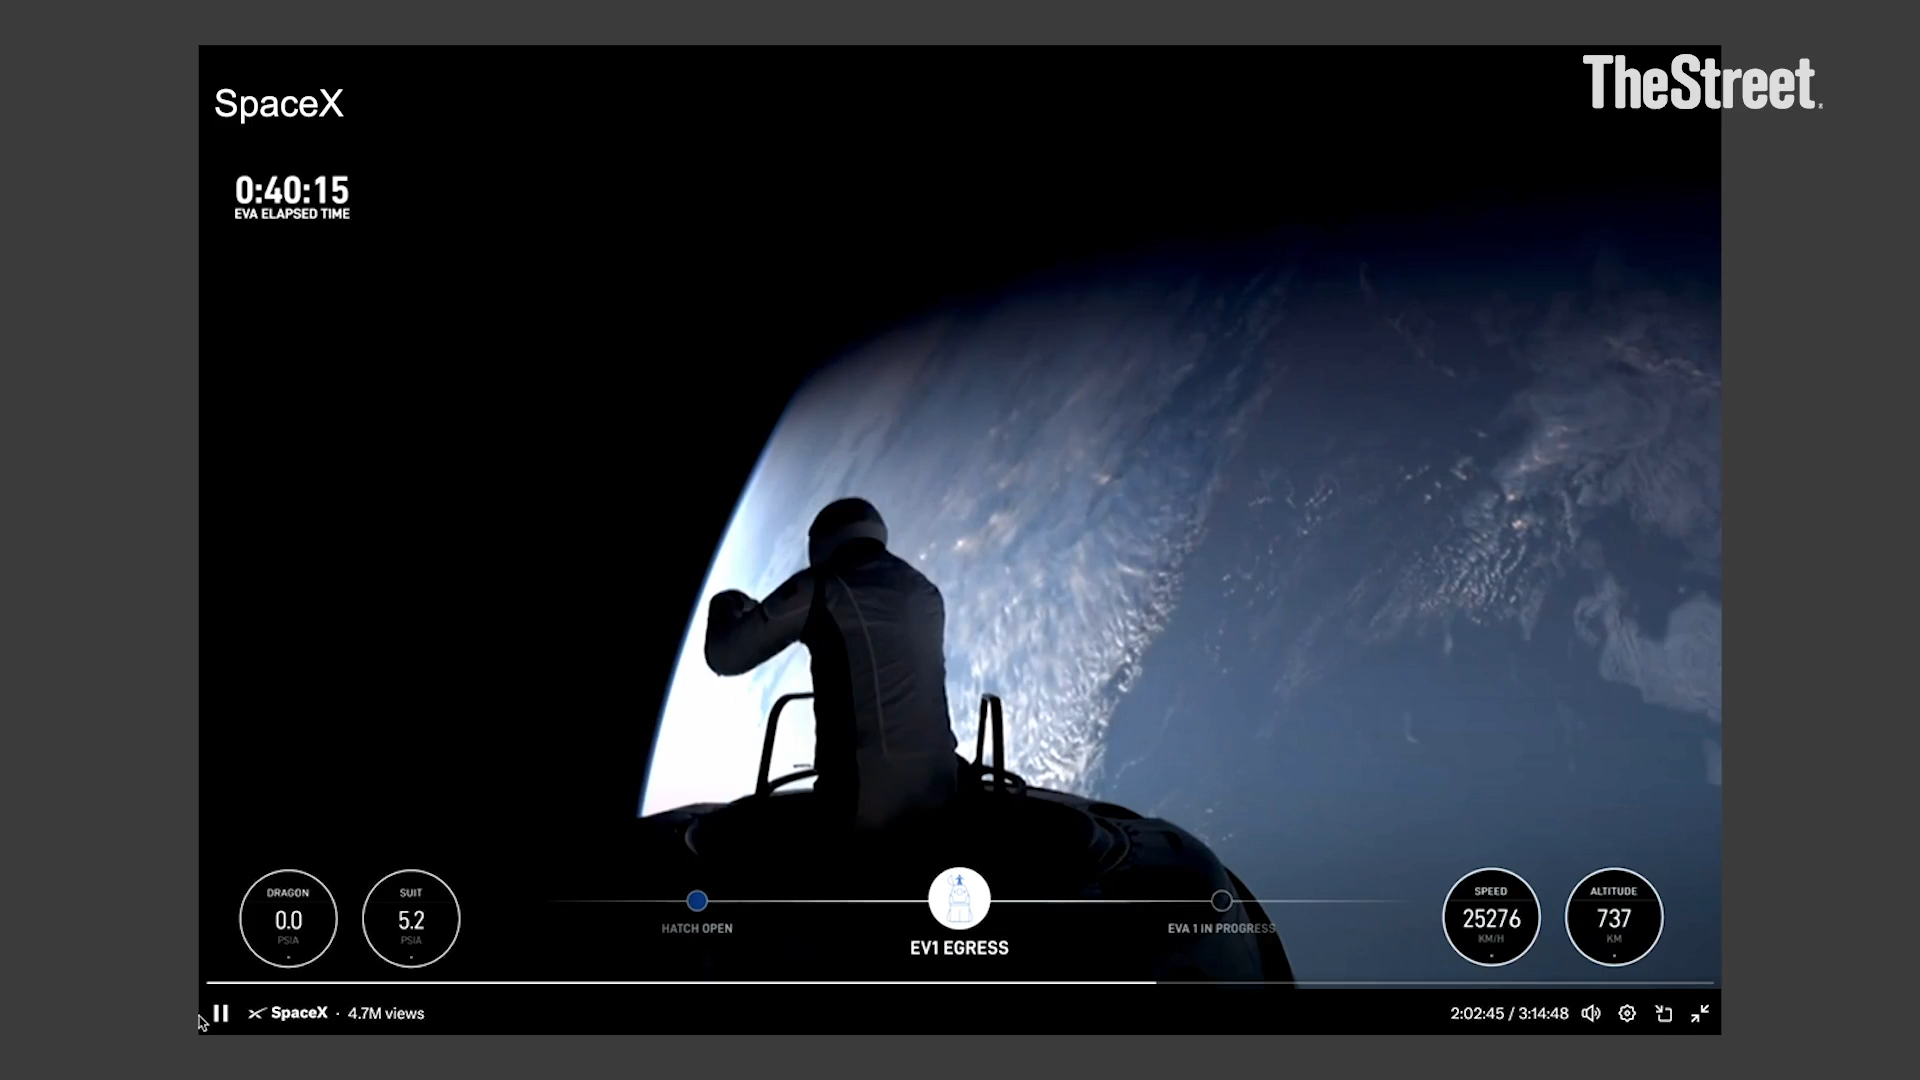 TheStreet
SpaceX
0:40:15
EVA ELAPSED TIME
DRAGON
0.0
PSIA
SUIT
5.2
PSIA
HATCH OPEN
EV1 EGRESS
EVA 1 IN PROGRESS
SPEED
25276
KM/H
ALTITUDE
737
KM
SpaceX · 4.7M views
2:02:45 / 3:14:48